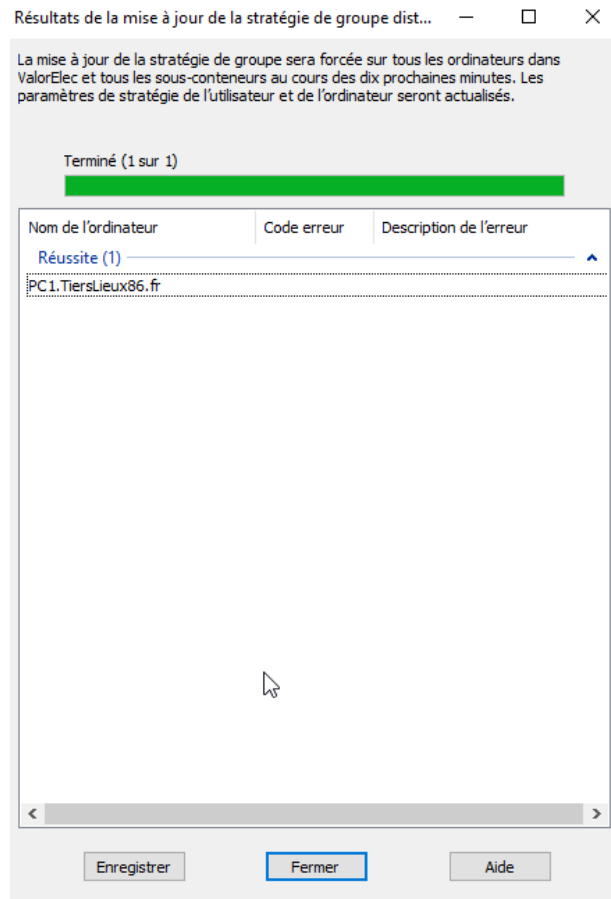 Résultats de la mise à jour de la stratégie de groupe dist...
La mise à jour de la stratégie de groupe sera forcée sur tous les ordinateurs dans
ValorElec et tous les sous-conteneurs au cours des dix prochaines minutes. Les
paramètres de stratégie de l’utilisateur et de l’ordinateur seront actualisés.
Terminé (1 sur 1)
Nom de l’ordinateur Code erreur Description de l’erreur
Réussite (1)
PC1.TiersLieux86.fr
Enregistrer Fermer Aide